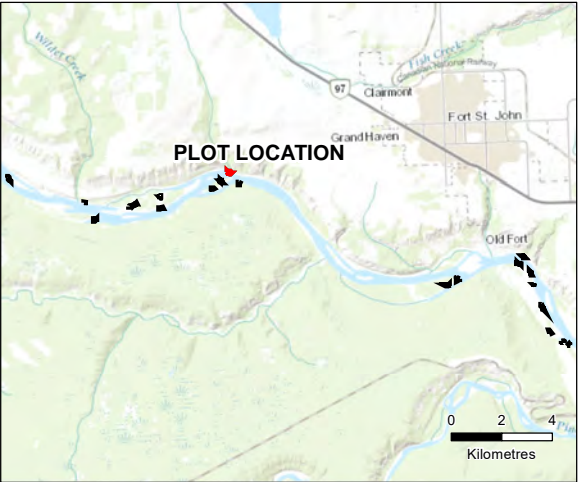 Wilder Creek
Fish Creek
Canadian National Railway
97
Clairmont
Fort St. John
Grand Haven
PLOT LOCATION
Old Fort
0 2 4
Kilometres